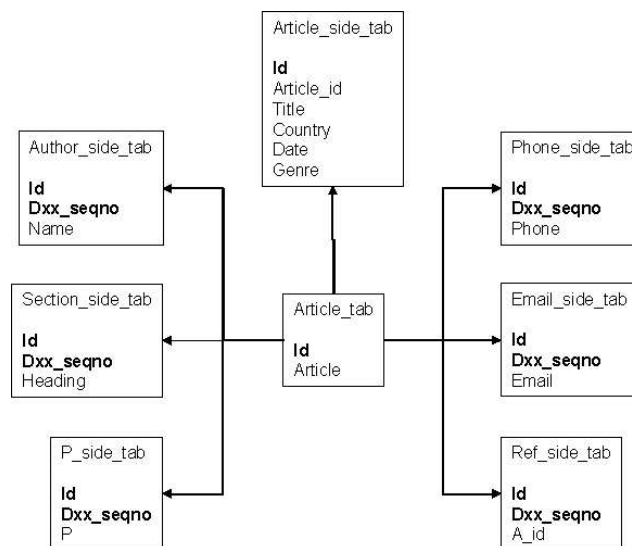 Article_side_tab
Id
Article_id
Title
Country
Date
Genre
Author_side_tab
Id
Dxx_seqno
Name
Phone_side_tab
Id
Dxx_seqno
Phone
Section_side_tab
Id
Dxx_seqno
Heading
Article_tab
Id
Article
Email_side_tab
Id
Dxx_seqno
Email
P_side_tab
Id
Dxx_seqno
P
Ref_side_tab
Id
Dxx_seqno
A_id